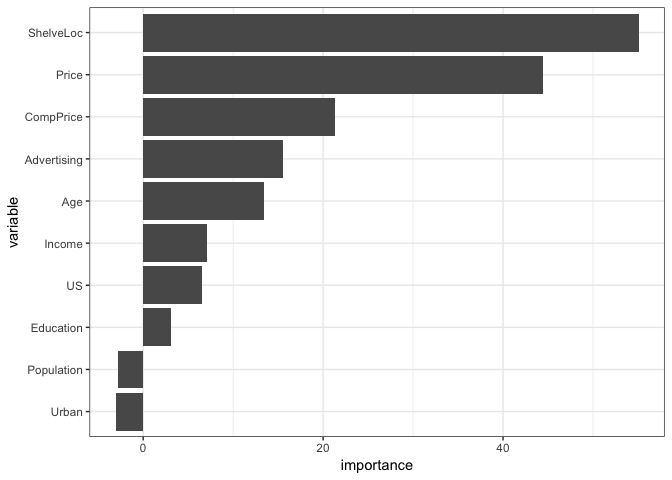 ShelveLoc
Price
CompPrice
Advertising
Age
Income
US
Education
Population
Urban
variable
0 20 40
importance